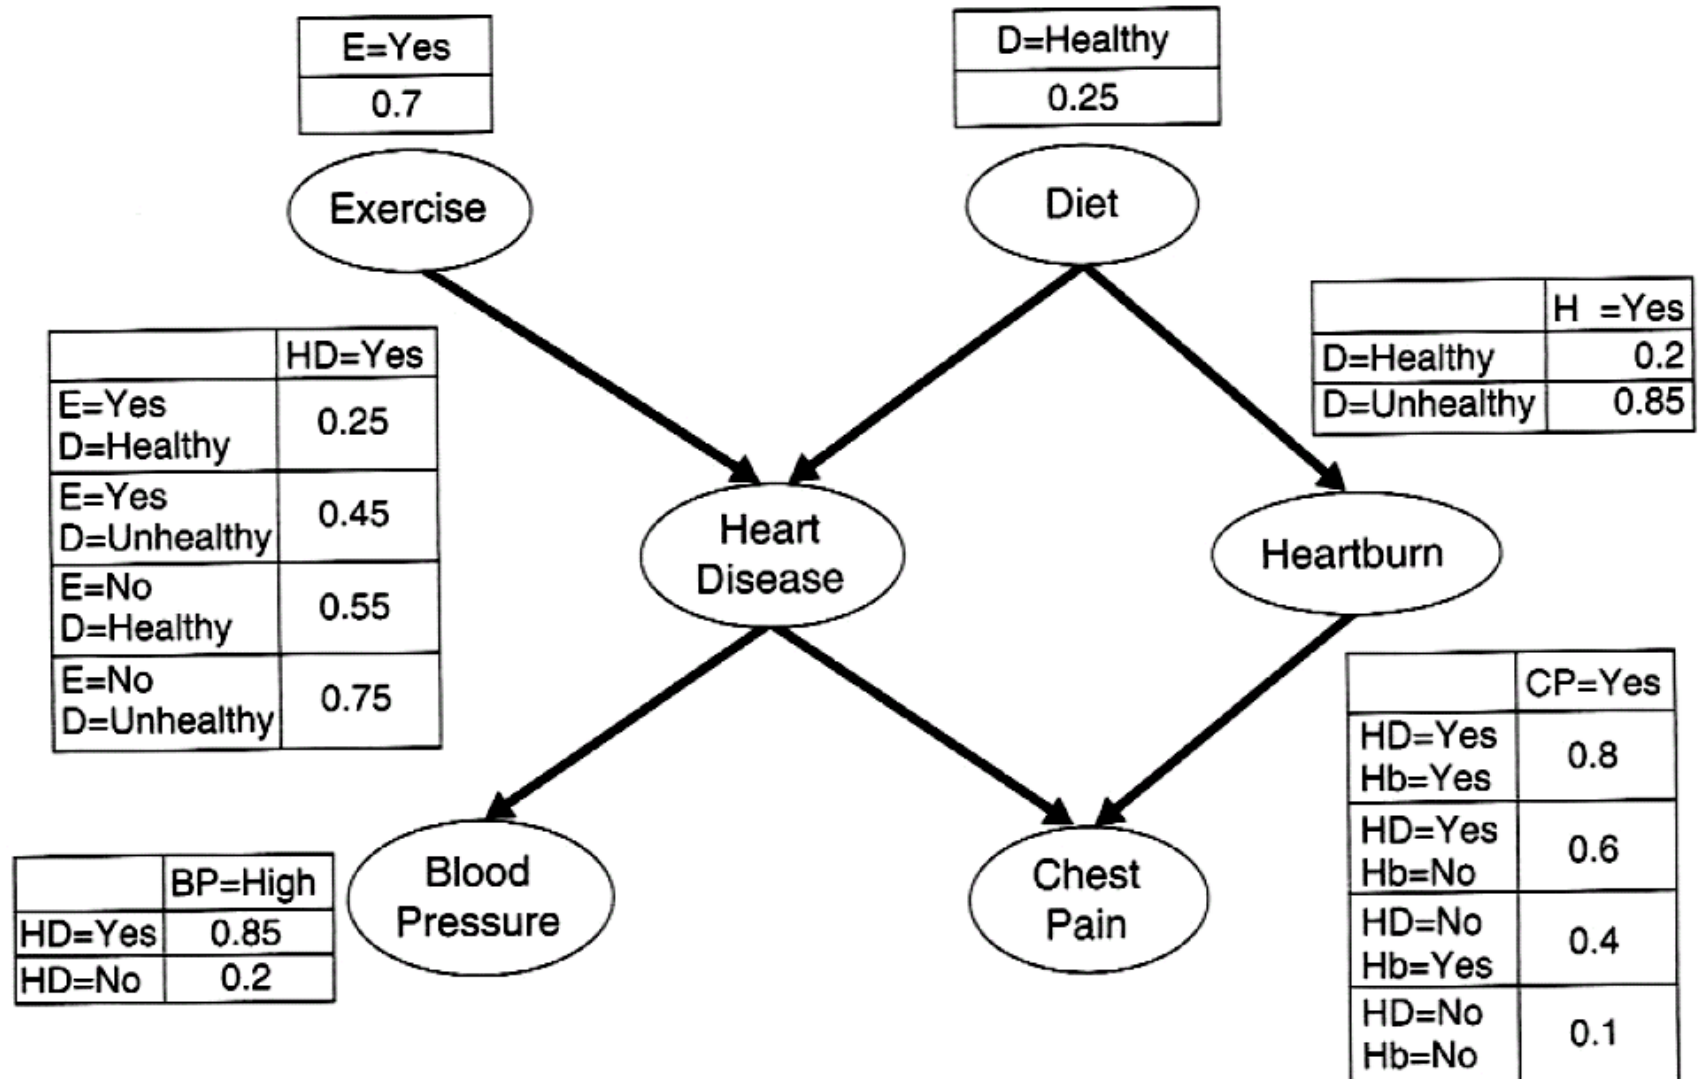 E=Yes
0.7
D=Healthy
0.25
Exercise
Diet
H =Yes
D=Healthy 0.2
D=Unhealthy 0.85
HD=Yes
E=Yes
D=Healthy
0.25
E=Yes
D=Unhealthy
0.45
E=No
D=Healthy
0.55
E=No
D=Unhealthy
0.75
Heart
Disease
Heartburn
CP=Yes
HD=Yes
Hb=Yes
0.8
HD=Yes
Hb=No
0.6
HD=No
Hb=Yes
0.4
HD=No
Hb=No
0.1
BP=High
HD=Yes 0.85
HD=No 0.2
Blood
Pressure
Chest
Pain